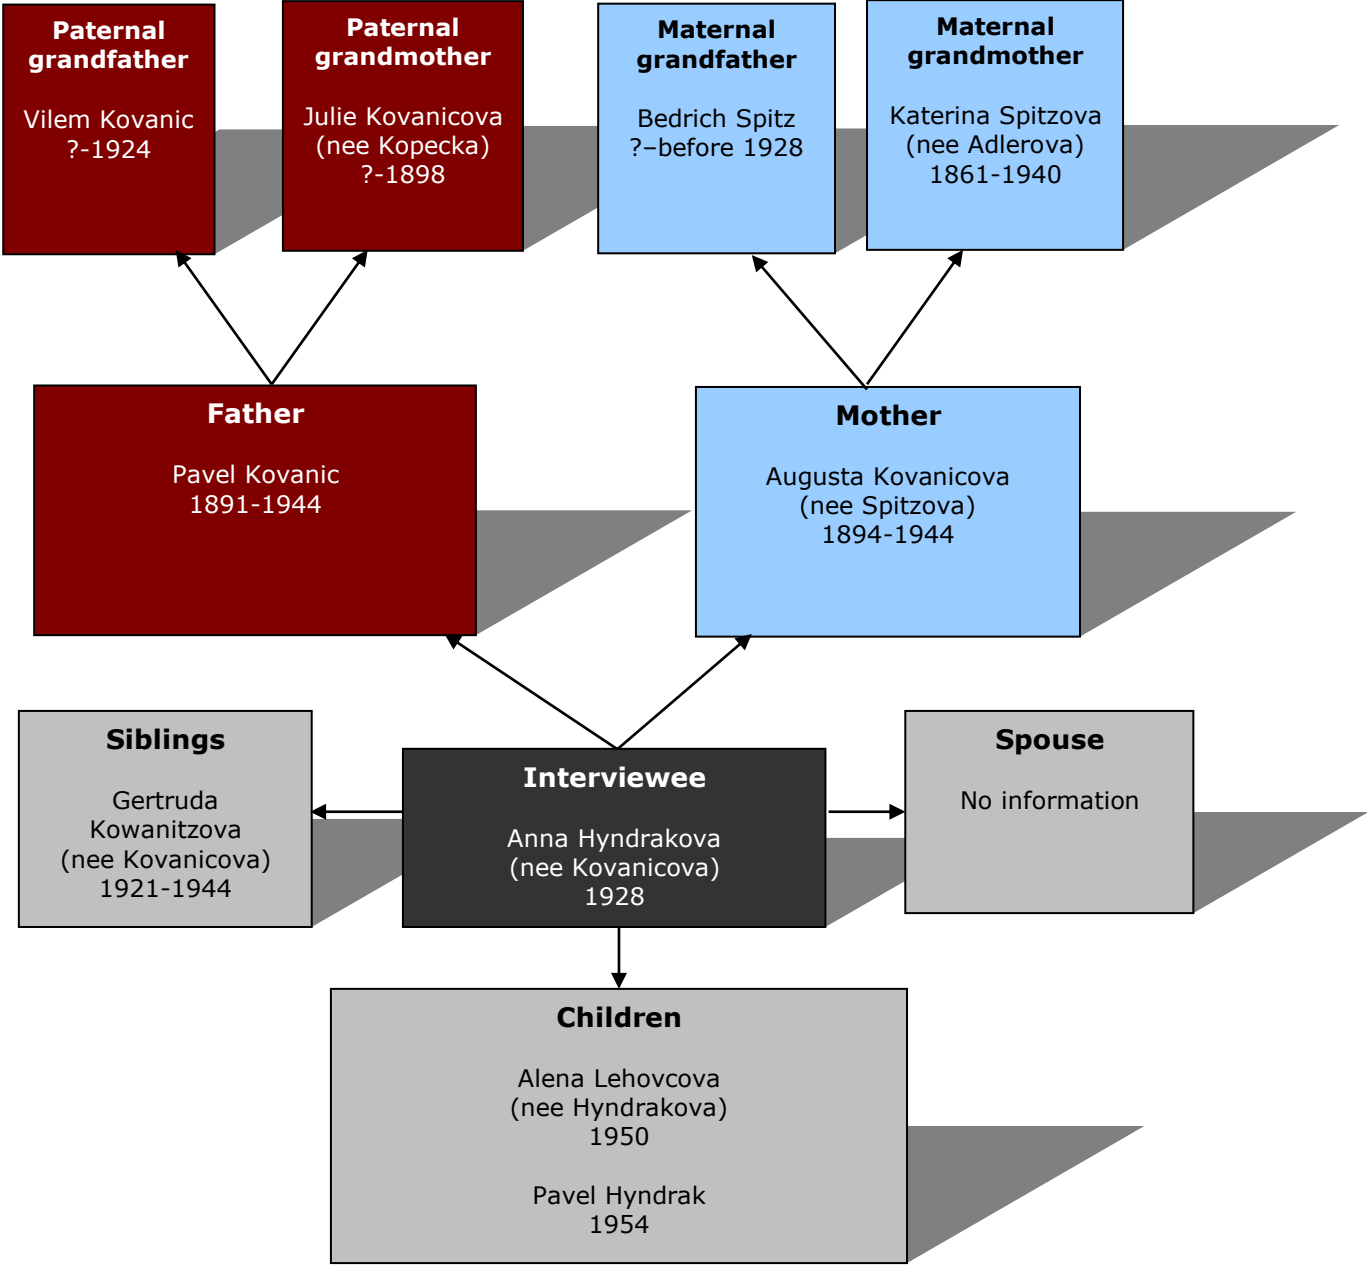 Paternal
grandfather
Vilem Kovanic
?-1924
Paternal
grandmother
Julie Kovanicova
(nee Kopecka)
?-1898
Maternal
grandfather
Bedrich Spitz
?–before 1928
Maternal
grandmother
Katerina Spitzova
(nee Adlerova)
1861-1940
Father
Pavel Kovanic
1891-1944
Mother
Augusta Kovanicova
(nee Spitzova)
1894-1944
Siblings
Gertruda
Kowanitzova
(nee Kovanicova)
1921-1944
Interviewee
Anna Hyndrakova
(nee Kovanicova)
1928
Spouse
No information
Children
Alena Lehovcova
(nee Hyndrakova)
1950
Pavel Hyndrak
1954